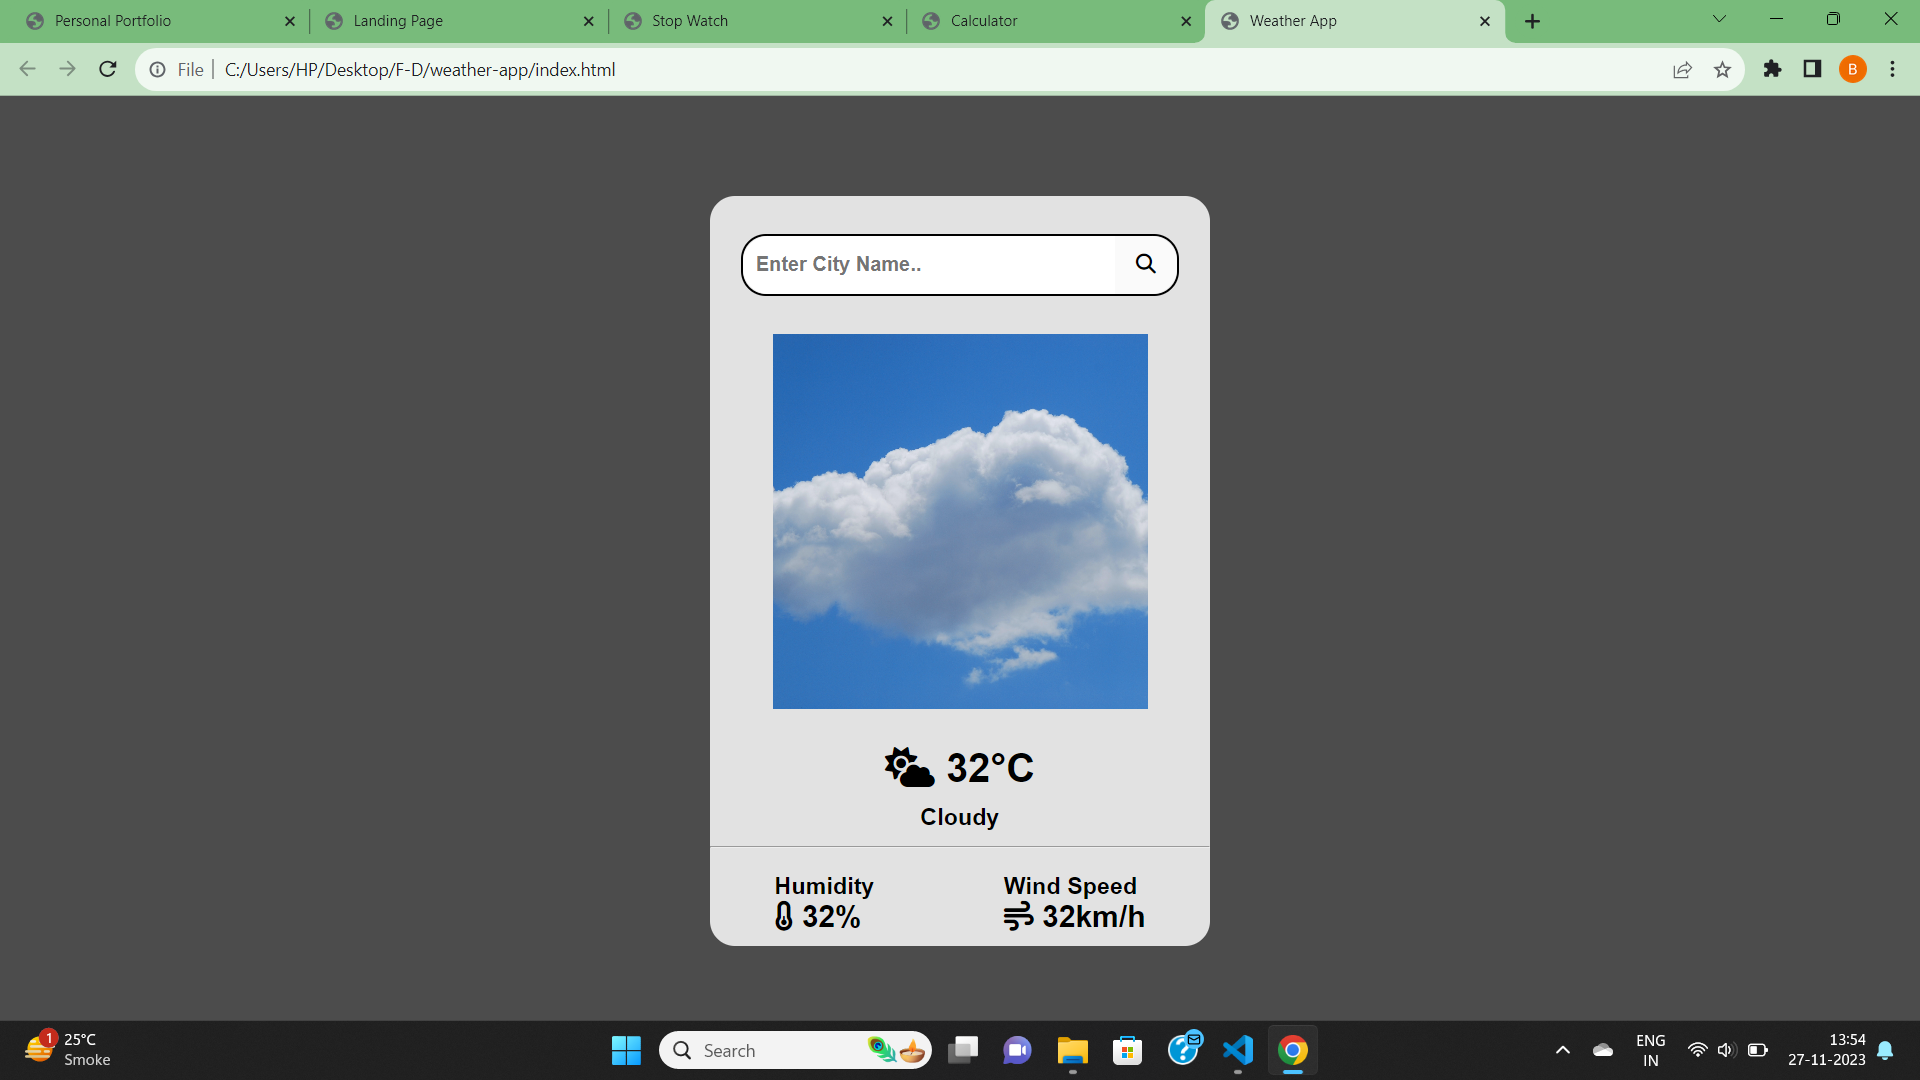 Personal Portfolio
Landing Page
Stop Watch
Calculator
Weather App
File
C:/Users/HP/Desktop/F-D/weather-app/index.html
B
Enter City Name..
32°C
Cloudy
Humidity
Wind Speed
32%
32km/h
1
25°C
Smoke
Search
ENG
IN
13:54
27-11-2023